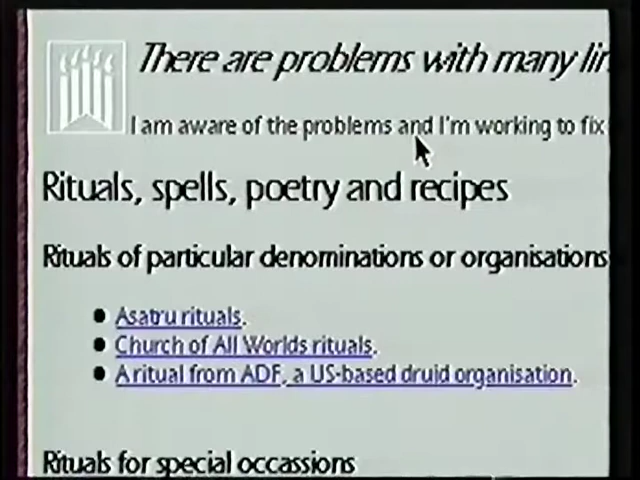 There are problems with many
I am aware of the problems and I'm working to fix
Rituals, spells, poetry and recipes
Rituals of particular denominations or organisations
Asatru rituals.
Church of All Worlds rituals.
A ritual from ADF, a US-based druid organisation.
Rituals for special occassions